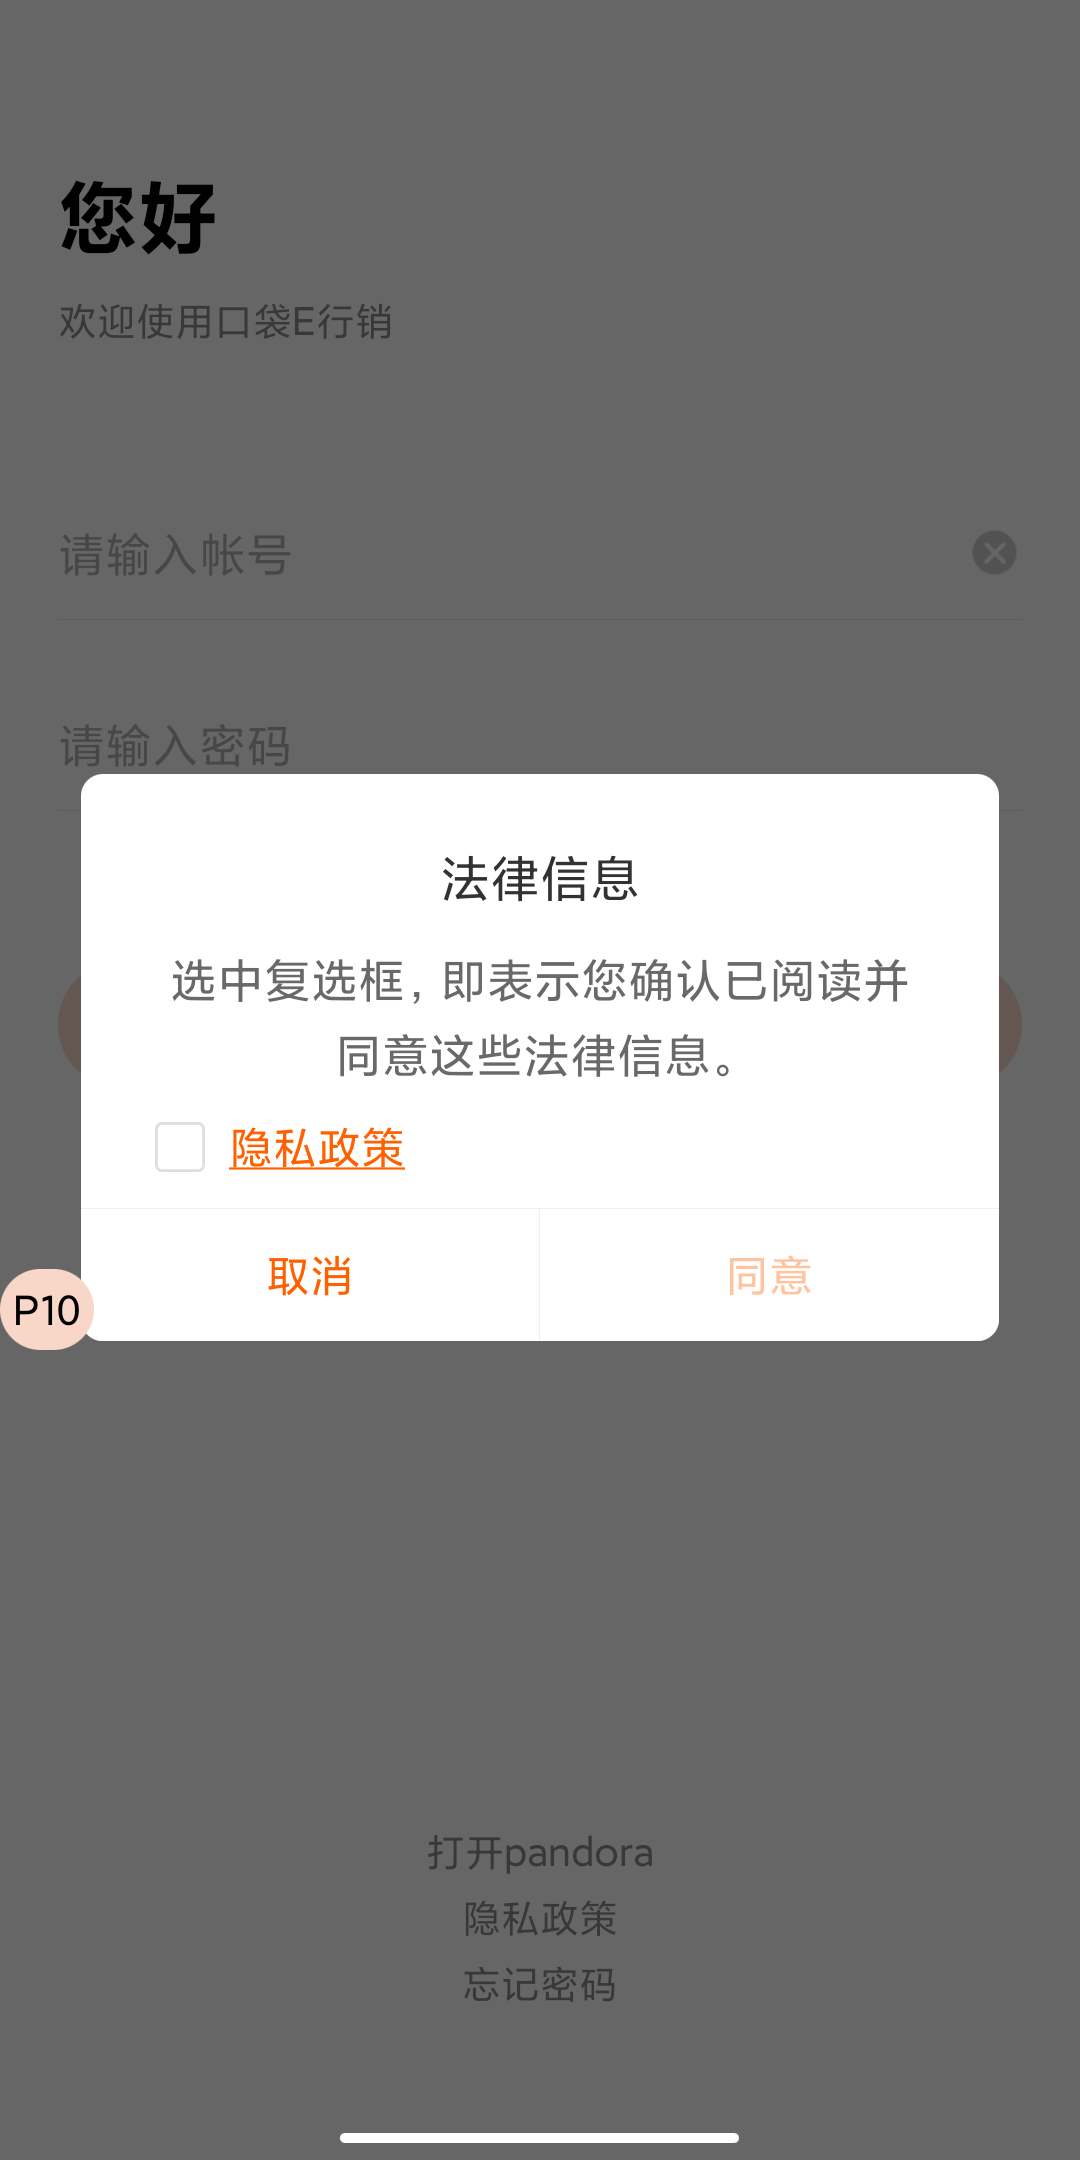 您好
欢迎使用口袋E行销
请输入帐号
请输入密码
法律信息
选中复选框，即表示您确认已阅读并
同意这些法律信息。
隐私政策
取消
同意
P10
打开pandora
隐私政策
忘记密码